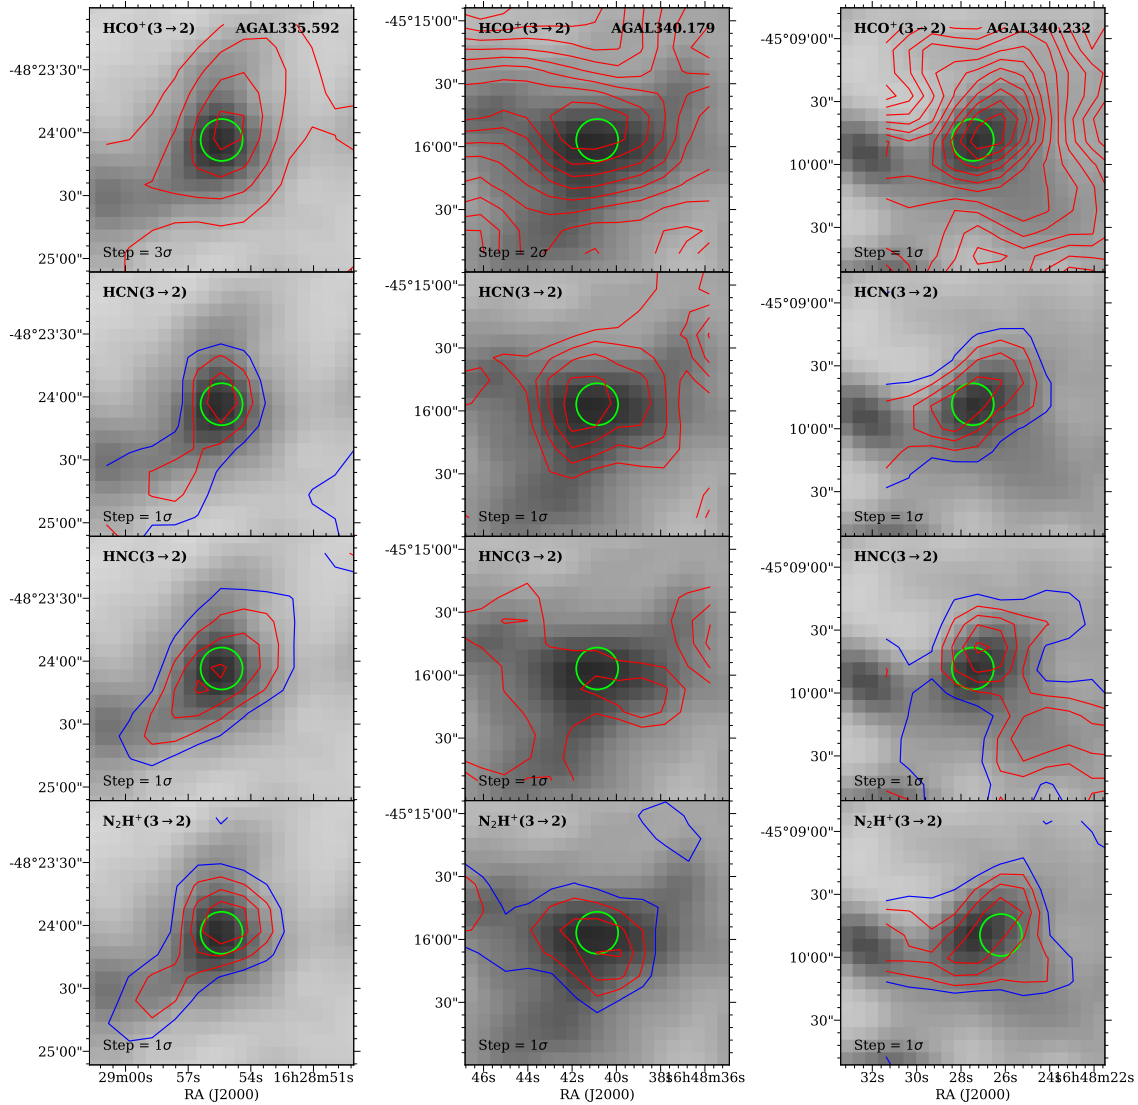 HCO⁺(3→2) AGAL335.592
-48°23'30"
24'00"
30"
25'00"
Step = 3σ
HCO⁺(3→2) AGAL340.179
-45°15'00"
30"
16'00"
30"
Step = 2σ
HCO⁺(3→2) AGAL340.232
-45°09'00"
30"
10'00"
30"
Step = 1σ
HCN(3→2)
-48°23'30"
24'00"
30"
25'00"
Step = 1σ
HCN(3→2)
-45°15'00"
30"
16'00"
30"
Step = 1σ
HCN(3→2)
-45°09'00"
30"
10'00"
30"
Step = 1σ
HNC(3→2)
-48°23'30"
24'00"
30"
25'00"
Step = 1σ
HNC(3→2)
-45°15'00"
30"
16'00"
30"
Step = 1σ
HNC(3→2)
-45°09'00"
30"
10'00"
30"
Step = 1σ
N₂H⁺(3→2)
-48°23'30"
24'00"
30"
25'00"
Step = 1σ
29m00s 57s 54s 16h28m51s
RA (J2000)
N₂H⁺(3→2)
-45°15'00"
30"
16'00"
30"
Step = 1σ
46s 44s 42s 40s 38s 16h48m36s
RA (J2000)
N₂H⁺(3→2)
-45°09'00"
30"
10'00"
30"
Step = 1σ
32s 30s 28s 26s 24s 16h48m22s
RA (J2000)